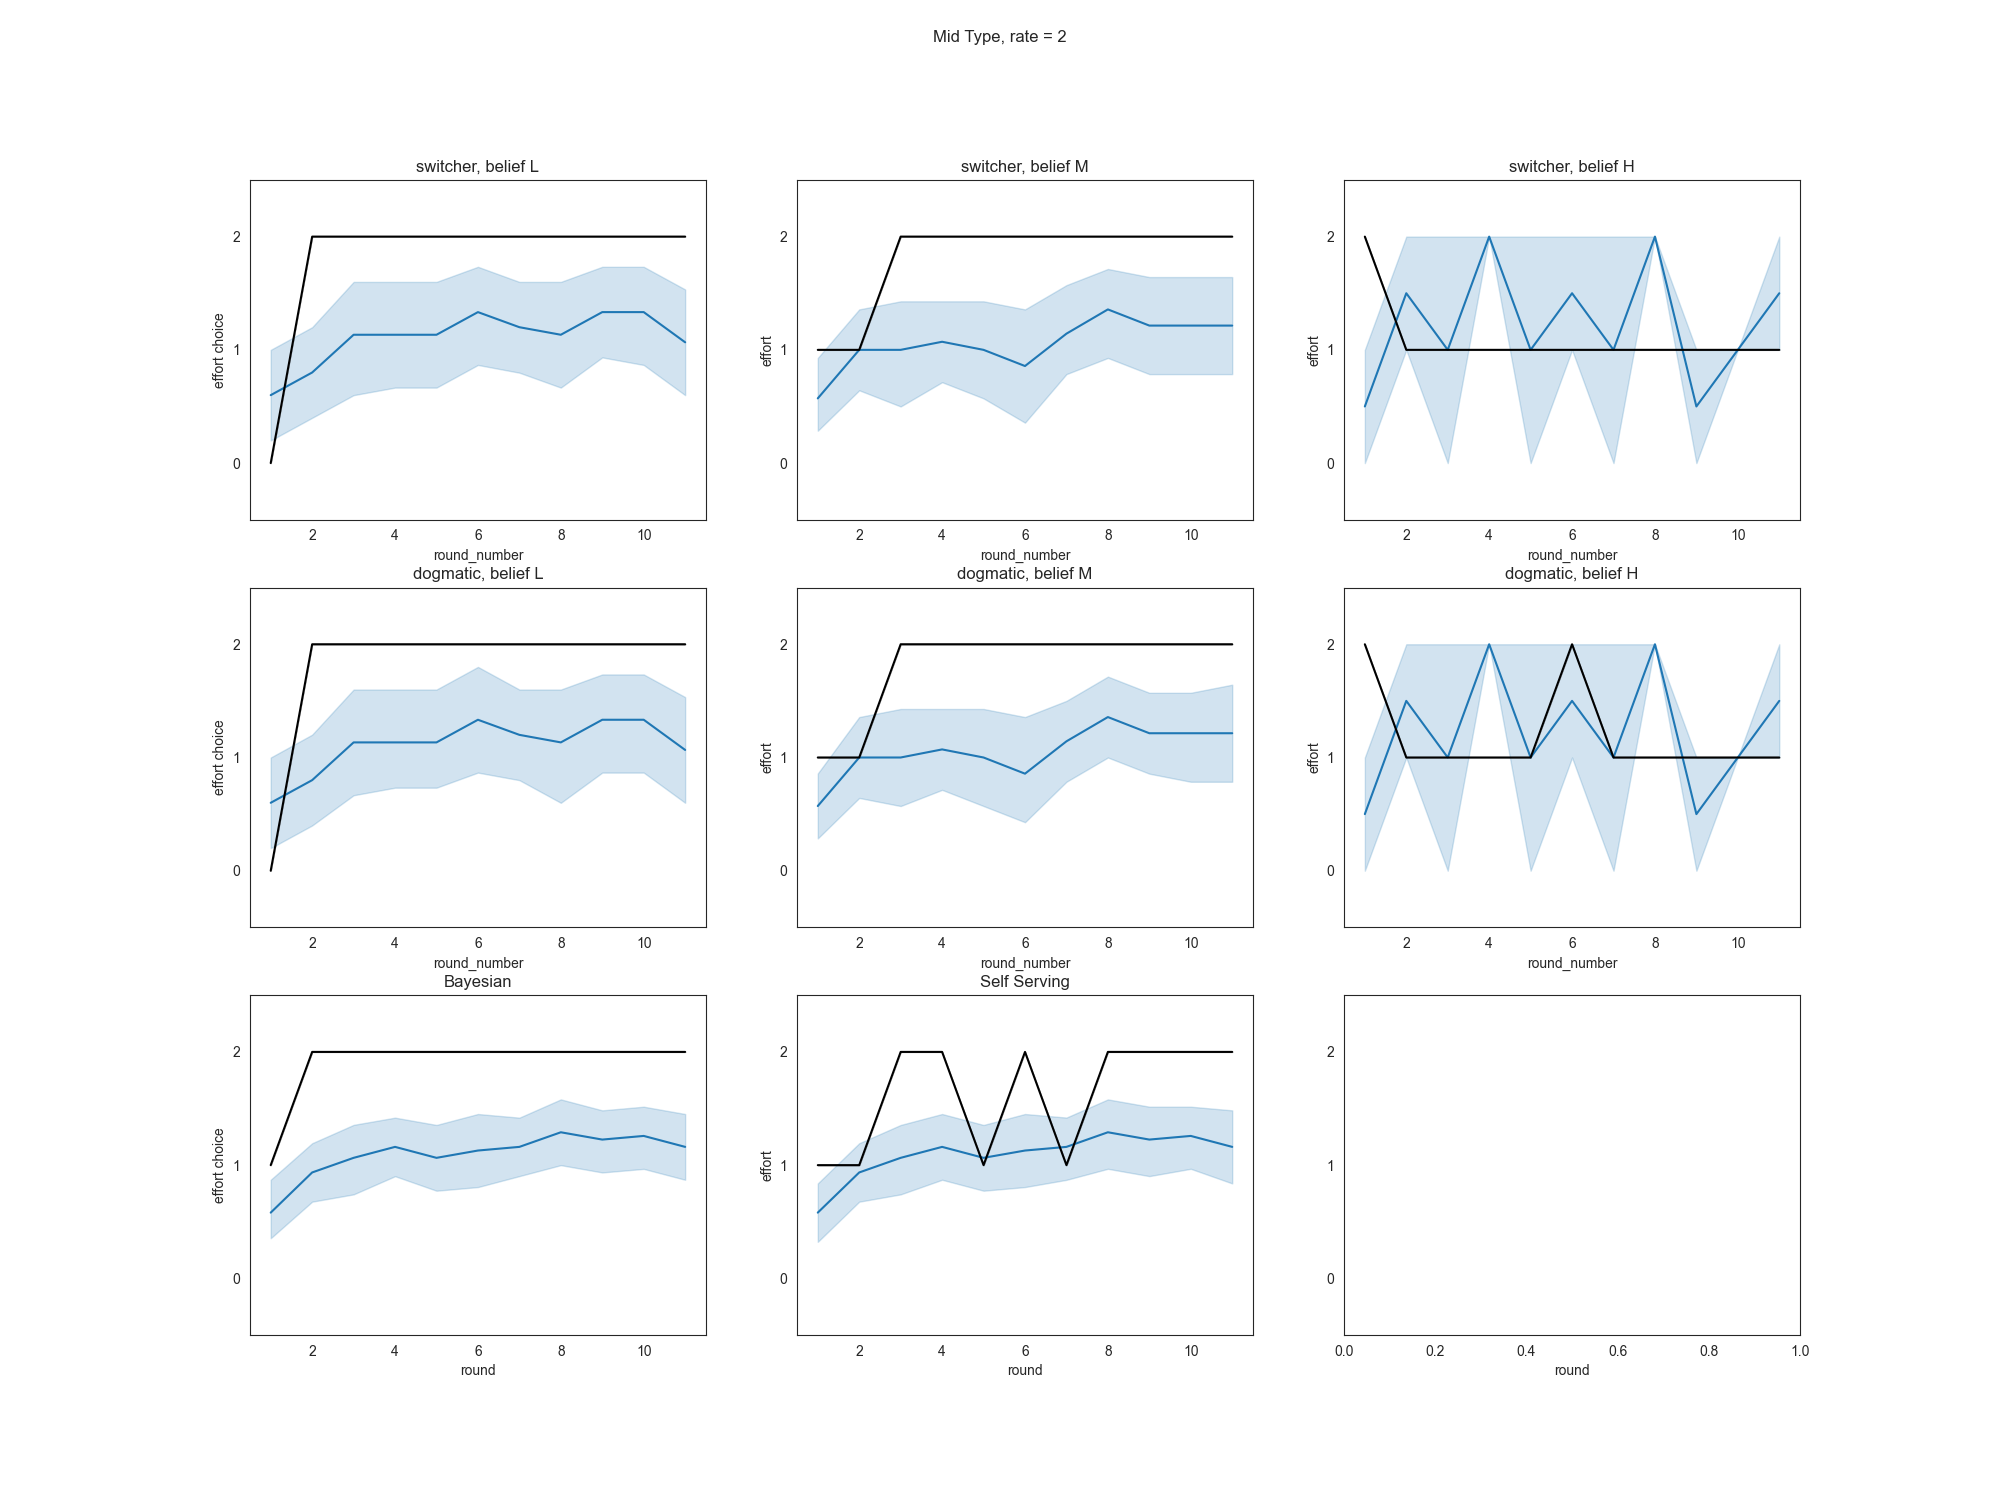 Mid Type, rate = 2
switcher, belief L
switcher, belief M
switcher, belief H
effort choice
2
1
0
2 4 6 8 10
round_number
effort
2
1
0
2 4 6 8 10
round_number
effort
2
1
0
2 4 6 8 10
round_number
dogmatic, belief L
dogmatic, belief M
dogmatic, belief H
effort choice
2
1
0
2 4 6 8 10
round_number
effort
2
1
0
2 4 6 8 10
round_number
effort
2
1
0
2 4 6 8 10
round_number
Bayesian
Self Serving
effort choice
2
1
0
2 4 6 8 10
round
effort
2
1
0
2 4 6 8 10
round
2
1
0
0.0 0.2 0.4 0.6 0.8 1.0
round